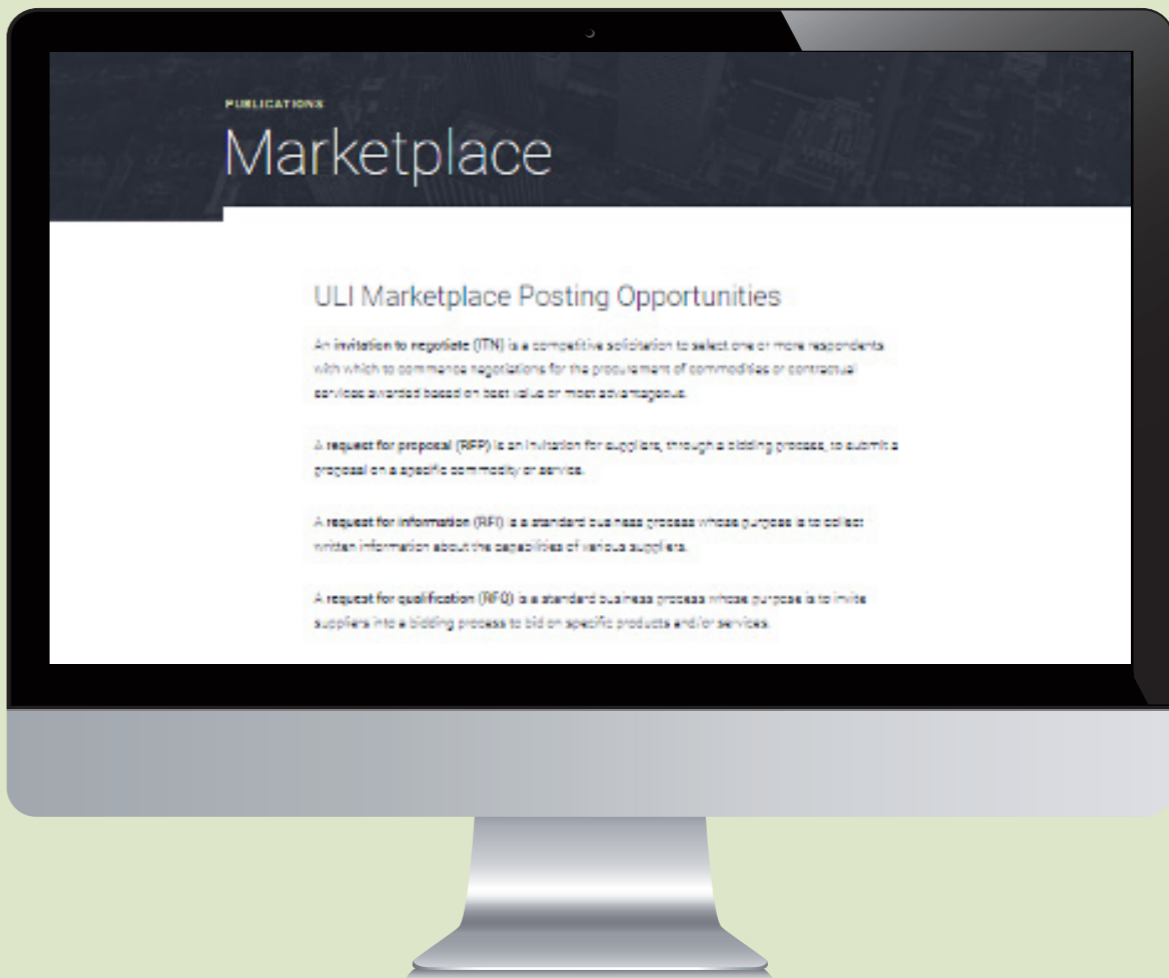 PUBLICATIONS
Marketplace
ULI Marketplace Posting Opportunities
An invitation to negotiate (ITN) is a competitive solicitation to select one or more respondents
with which to commence negotiations for the procurement of commodities or contractual
services awarded based on best value or most advantageous.
A request for proposal (RFP) is an invitation for suppliers, through a bidding process, to submit a
proposal on a specific commodity or service.
A request for information (RFI) is a standard business process whose purpose is to collect
written information about the capabilities of various suppliers.
A request for qualification (RFQ) is a standard business process whose purpose is to invite
suppliers into a bidding process to bid on specific products and/or services.